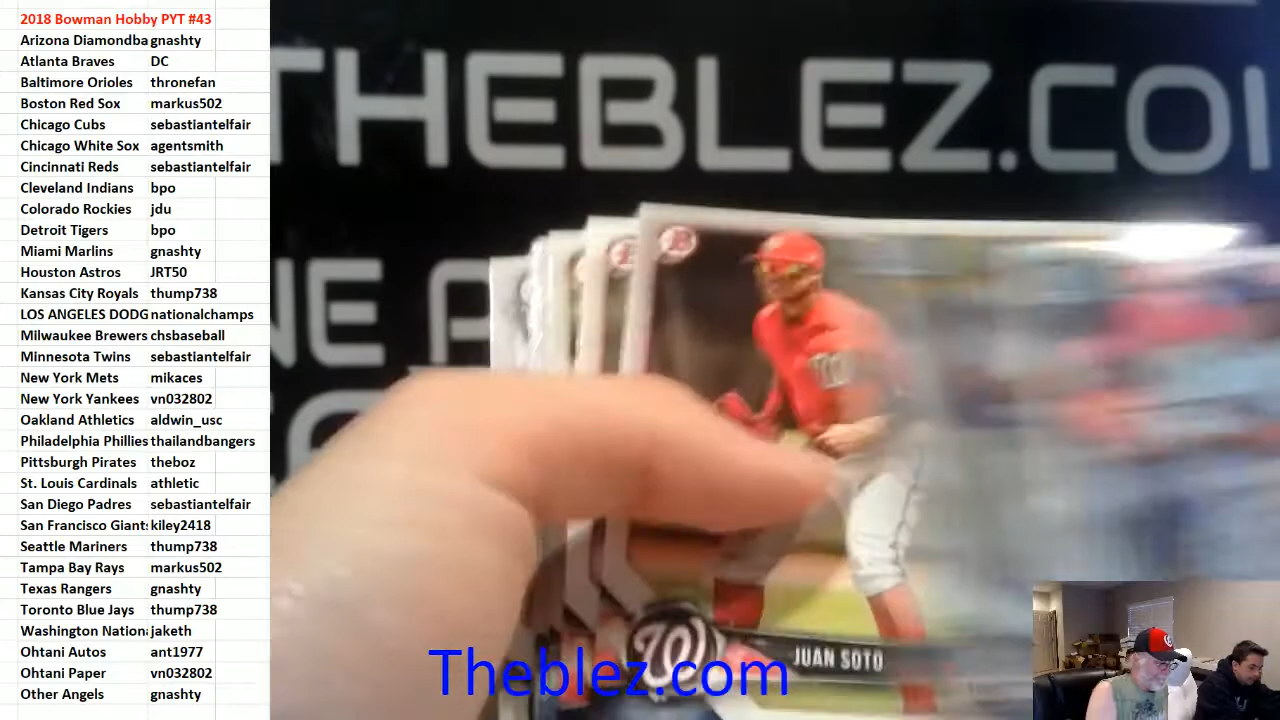 2018 Bowman Hobby PYT #43
Arizona Diamondba gnashty
Atlanta Braves DC
Baltimore Orioles thronefan
Boston Red Sox markus502
Chicago Cubs sebastiantelfair
Chicago White Sox agentsmith
Cincinnati Reds sebastiantelfair
Cleveland Indians bpo
Colorado Rockies jdu
Detroit Tigers bpo
Miami Marlins gnashty
Houston Astros JRT50
Kansas City Royals thump738
LOS ANGELES DODG nationalchamps
Milwaukee Brewers chsbaseball
Minnesota Twins sebastiantelfair
New York Mets mikaces
New York Yankees vn032802
Oakland Athletics aldwin_usc
Philadelphia Phillies thailandbangers
Pittsburgh Pirates theboz
St. Louis Cardinals athletic
San Diego Padres sebastiantelfair
San Francisco Giants kiley2418
Seattle Mariners thump738
Tampa Bay Rays markus502
Texas Rangers gnashty
Toronto Blue Jays thump738
Washington Nation jaketh
Ohtani Autos ant1977
Ohtani Paper vn032802
Other Angels gnashty
THEBLEZ.COM
NE A
W
JUAN SOTO
Theblez.com